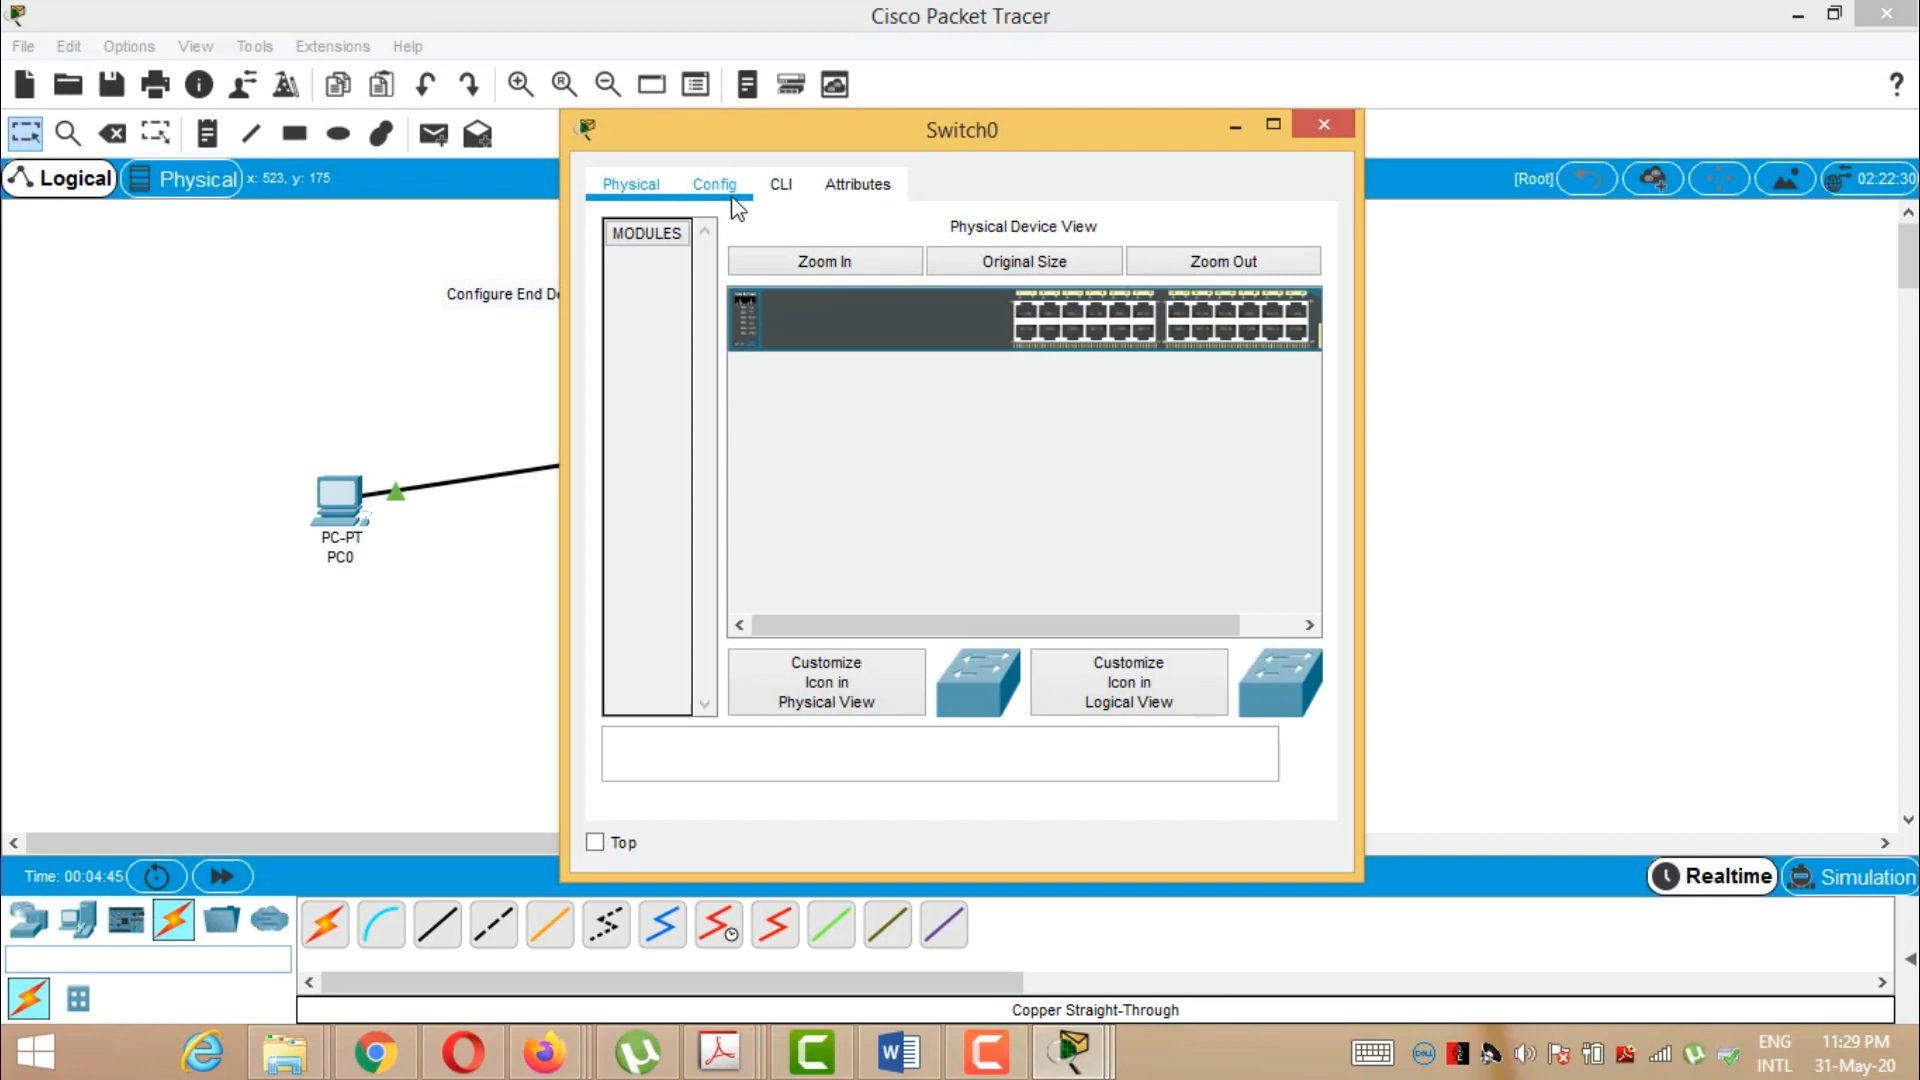 Cisco Packet Tracer
File Edit Options View Tools Extensions Help
?
Switch0
Logical
Physical
x: 523, y: 175
[Root]
02:22:30
Physical Config CLI Attributes
MODULES
Physical Device View
Zoom In
Original Size
Zoom Out
Configure End De
PC-PT
PC0
Customize
Icon in
Physical View
Customize
Icon in
Logical View
Top
Time: 00:04:45
Realtime
Simulation
Copper Straight-Through
ENG
INTL
11:29 PM
31-May-20